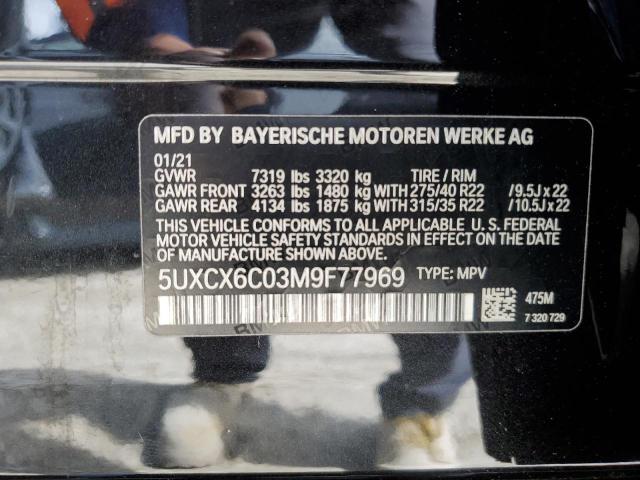 MFD BY BAYERISCHE MOTOREN WERKE AG
01/21
GVWR 7319 lbs 3320 kg TIRE / RIM
GAWR FRONT 3263 lbs 1480 kg WITH 275/40 R22 /9.5J x 22
GAWR REAR 4134 lbs 1875 kg WITH 315/35 R22 /10.5J x 22
THIS VEHICLE CONFORMS TO ALL APPLICABLE U. S. FEDERAL
MOTOR VEHICLE SAFETY STANDARDS IN EFFECT ON THE DATE
OF MANUFACTURE SHOWN ABOVE.
5UXCX6C03M9F77969 TYPE: MPV
475M
7 320 729